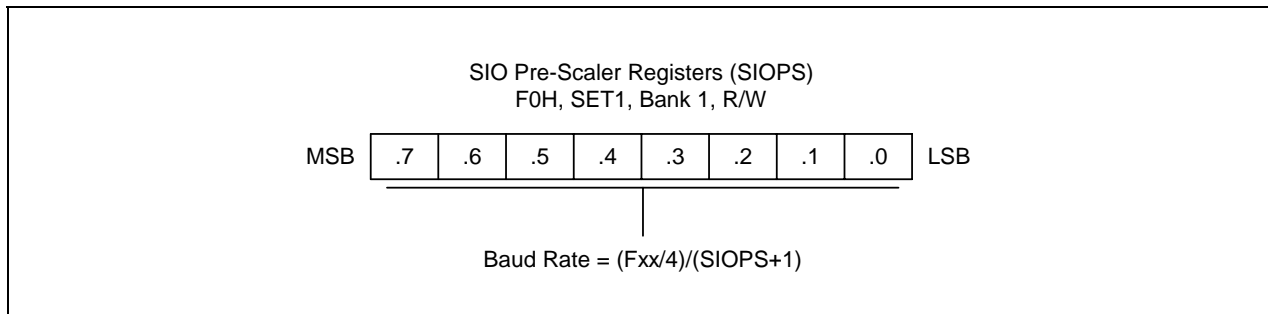 SIO Pre-Scaler Registers (SIOPS)
F0H, SET1, Bank 1, R/W
MSB .7 .6 .5 .4 .3 .2 .1 .0 LSB
Baud Rate = (Fxx/4)/(SIOPS+1)